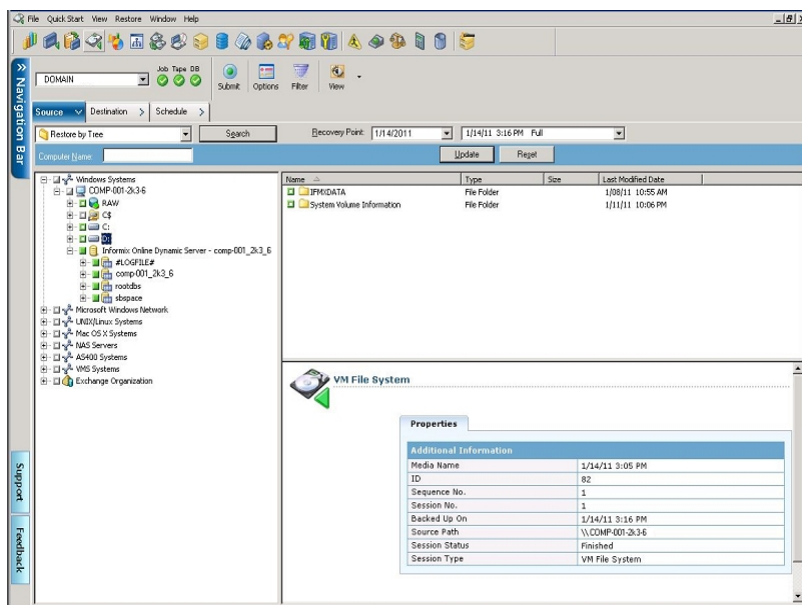 File Quick Start View Restore Window Help
Job Tape DB
DOMAIN
Submit Options Filter View
Source Destination > Schedule >
Restore by Tree Search Recovery Point: 1/14/2011 1/14/11 3:16 PM Full
Computer Name: Update Reset
Navigation Bar
Windows Systems
COMP-001-2k3-6
RAW
C$
C:
D:
Informix Online Dynamic Server - comp-001_2k3_6
#LOGFILE#
comp-001_2k3_6
rootdbs
sbspace
Microsoft Windows Network
UNIX/Linux Systems
Mac OS X Systems
NAS Servers
AS400 Systems
VMS Systems
Exchange Organization
Name Type Size Last Modified Date
IFMXDATA File Folder 1/08/11 10:55 AM
System Volume Information File Folder 1/11/11 10:06 PM
VM File System
Properties
Additional Information
Media Name 1/14/11 3:05 PM
ID 82
Sequence No. 1
Session No. 1
Backed Up On 1/14/11 3:16 PM
Source Path \\COMP-001-2k3-6
Session Status Finished
Session Type VM File System
Support
Feedback